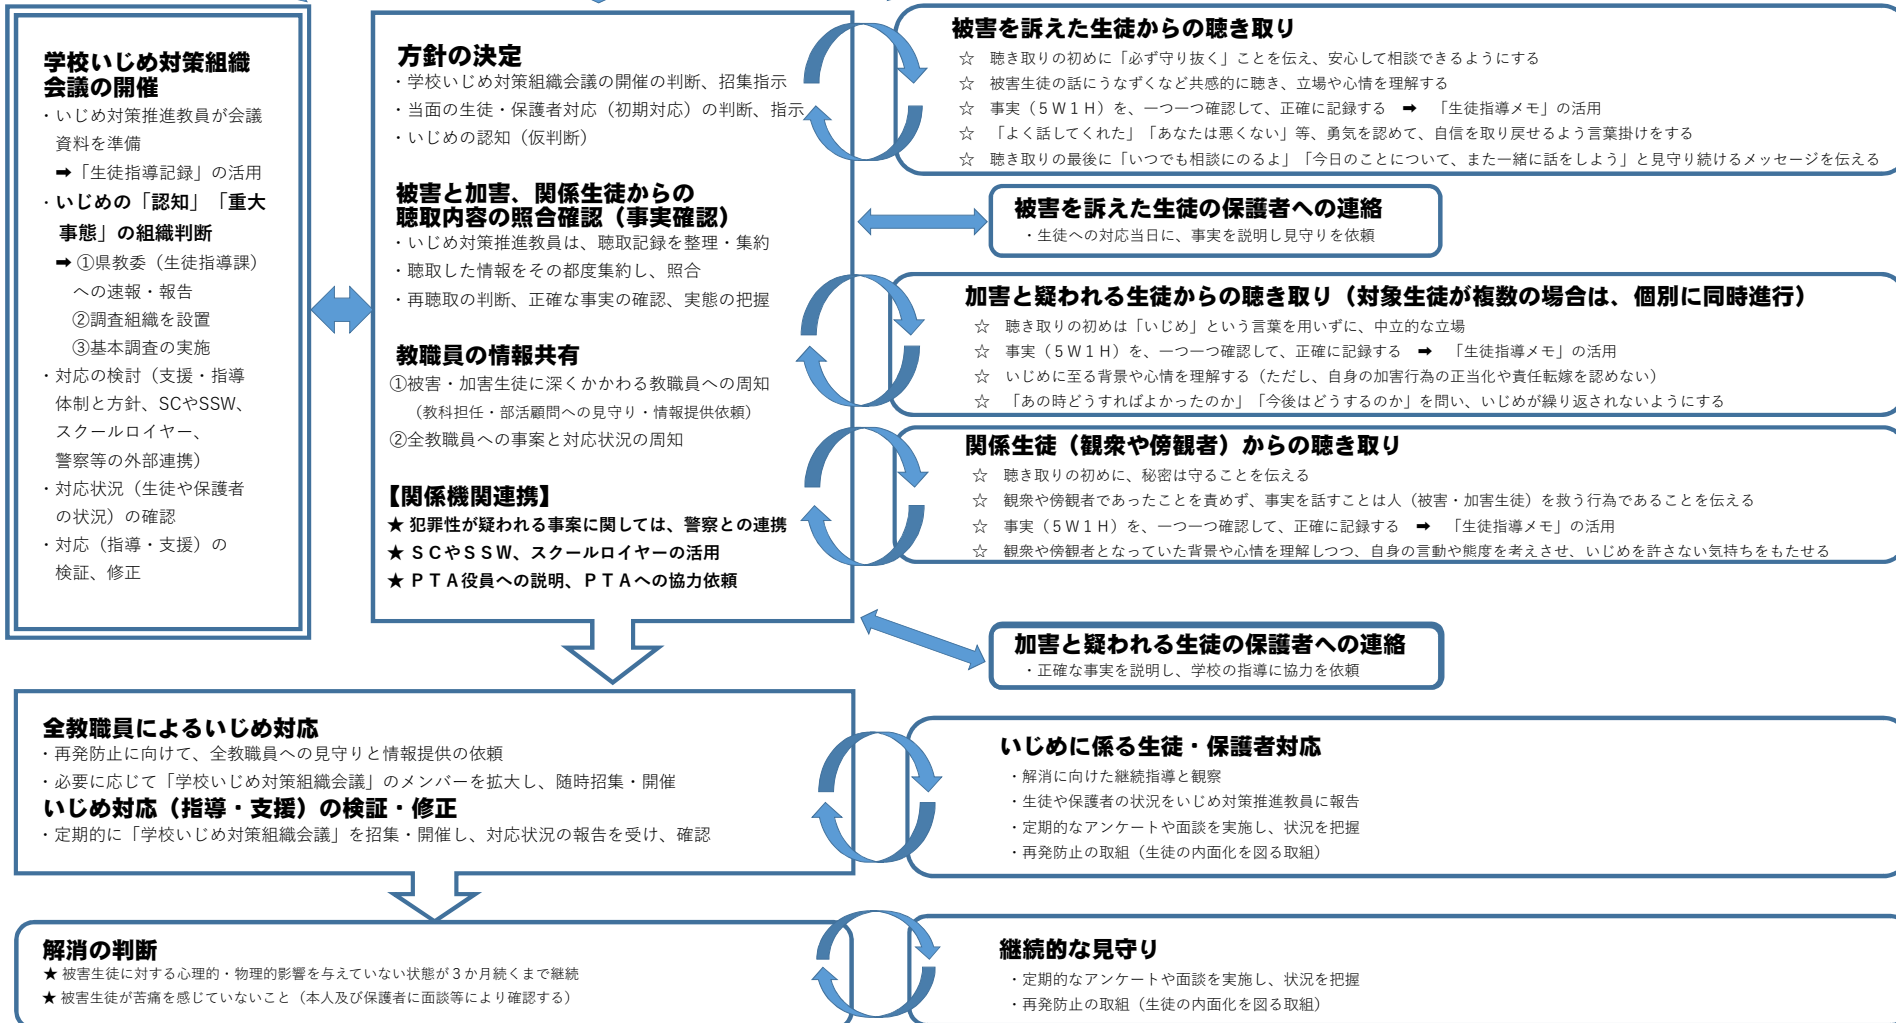 学校いじめ対策組織
会議の開催
・いじめ対策推進教員が会議
資料を準備
➡「生徒指導記録」の活用
・いじめの「認知」「重大
事態」の組織判断
➡ ①県教委（生徒指導課）
への速報・報告
②調査組織を設置
③基本調査の実施
・対応の検討（支援・指導
体制と方針、SCやSSW、
スクールロイヤー、
警察等の外部連携）
・対応状況（生徒や保護者
の状況）の確認
・対応（指導・支援）の
検証、修正
方針の決定
・学校いじめ対策組織会議の開催の判断、招集指示
・当面の生徒・保護者対応（初期対応）の判断、指示
・いじめの認知（仮判断）
被害と加害、関係生徒からの
聴取内容の照合確認（事実確認）
・いじめ対策推進教員は、聴取記録を整理・集約
・聴取した情報をその都度集約し、照合
・再聴取の判断、正確な事実の確認、実態の把握
教職員の情報共有
①被害・加害生徒に深くかかわる教職員への周知
（教科担任・部活顧問への見守り・情報提供依頼）
②全教職員への事案と対応状況の周知
【関係機関連携】
★ 犯罪性が疑われる事案に関しては、警察との連携
★ ＳＣやＳＳＷ、スクールロイヤーの活用
★ ＰＴＡ役員への説明、ＰＴＡへの協力依頼
被害を訴えた生徒からの聴き取り
☆ 聴き取りの初めに「必ず守り抜く」ことを伝え、安心して相談できるようにする
☆ 被害生徒の話にうなずくなど共感的に聴き、立場や心情を理解する
☆ 事実（５Ｗ１Ｈ）を、一つ一つ確認して、正確に記録する ➡ 「生徒指導メモ」の活用
☆ 「よく話してくれた」「あなたは悪くない」等、勇気を認めて、自信を取り戻せるよう言葉掛けをする
☆ 聴き取りの最後に「いつでも相談にのるよ」「今日のことについて、また一緒に話をしよう」と見守り続けるメッセージを伝える
被害を訴えた生徒の保護者への連絡
・生徒への対応当日に、事実を説明し見守りを依頼
加害と疑われる生徒からの聴き取り（対象生徒が複数の場合は、個別に同時進行）
☆ 聴き取りの初めは「いじめ」という言葉を用いずに、中立的な立場
☆ 事実（５Ｗ１Ｈ）を、一つ一つ確認して、正確に記録する ➡ 「生徒指導メモ」の活用
☆ いじめに至る背景や心情を理解する（ただし、自身の加害行為の正当化や責任転嫁を認めない）
☆ 「あの時どうすればよかったのか」「今後はどうするのか」を問い、いじめが繰り返されないようにする
関係生徒（観衆や傍観者）からの聴き取り
☆ 聴き取りの初めに、秘密は守ることを伝える
☆ 観衆や傍観者であったことを責めず、事実を話すことは人（被害・加害生徒）を救う行為であることを伝える
☆ 事実（５Ｗ１Ｈ）を、一つ一つ確認して、正確に記録する ➡ 「生徒指導メモ」の活用
☆ 観衆や傍観者となっていた背景や心情を理解しつつ、自身の言動や態度を考えさせ、いじめを許さない気持ちをもたせる
加害と疑われる生徒の保護者への連絡
・正確な事実を説明し、学校の指導に協力を依頼
全教職員によるいじめ対応
・再発防止に向けて、全教職員への見守りと情報提供の依頼
・必要に応じて「学校いじめ対策組織会議」のメンバーを拡大し、随時招集・開催
いじめ対応（指導・支援）の検証・修正
・定期的に「学校いじめ対策組織会議」を招集・開催し、対応状況の報告を受け、確認
いじめに係る生徒・保護者対応
・解消に向けた継続指導と観察
・生徒や保護者の状況をいじめ対策推進教員に報告
・定期的なアンケートや面談を実施し、状況を把握
・再発防止の取組（生徒の内面化を図る取組）
解消の判断
★ 被害生徒に対する心理的・物理的影響を与えていない状態が３か月続くまで継続
★ 被害生徒が苦痛を感じていないこと（本人及び保護者に面談等により確認する）
継続的な見守り
・定期的なアンケートや面談を実施し、状況を把握
・再発防止の取組（生徒の内面化を図る取組）